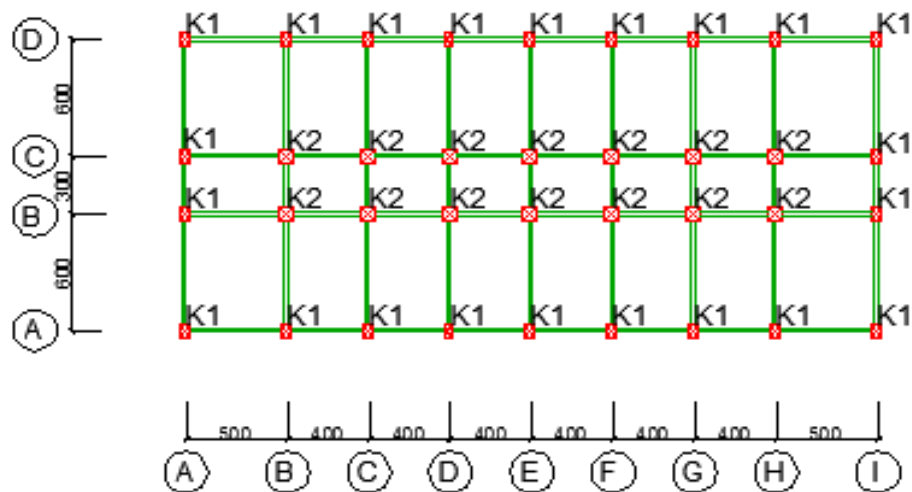 K1 K1 K1 K1 K1 K1 K1 K1 K1
D
600
K1 K2 K2 K2 K2 K2 K2 K2 K1
C
300
K1 K2 K2 K2 K2 K2 K2 K2 K1
B
600
K1 K1 K1 K1 K1 K1 K1 K1 K1
A
500 400 400 400 400 400 400 500
A B C D E F G H I